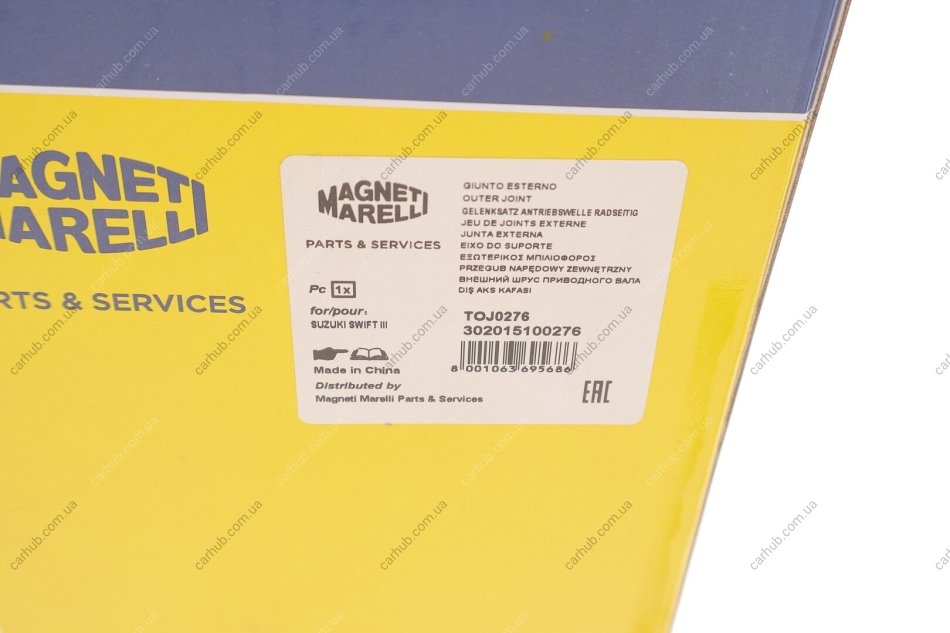 MAGNETI
MARELLI
PARTS & SERVICES
AGNETI
MARELLI
RTS & SERVICES
GIUNTO ESTERNO
OUTER JOINT
GELENKSATZ ANTRIEBSWELLE RADSEITIG
JEU DE JOINTS EXTERNE
JUNTA EXTERNA
EIXO DO SUPORTE
ΕΞΩΤΕΡΙΚΟΣ ΜΠΙΛΙΟΦΟΡΟΣ
PRZEGUB NAPĘDOWY ZEWNĘTRZNY
ВНЕШНИЙ ШРУС ПРИВОДНОГО ВАЛА
DIŞ AKS KAFASI
Pc 1x
for/pour:
SUZUKI SWIFT III
TOJ0276
302015100276
8 001063 695686
Made in China
Distributed by
Magneti Marelli Parts & Services
EAC
carhub.com.ua